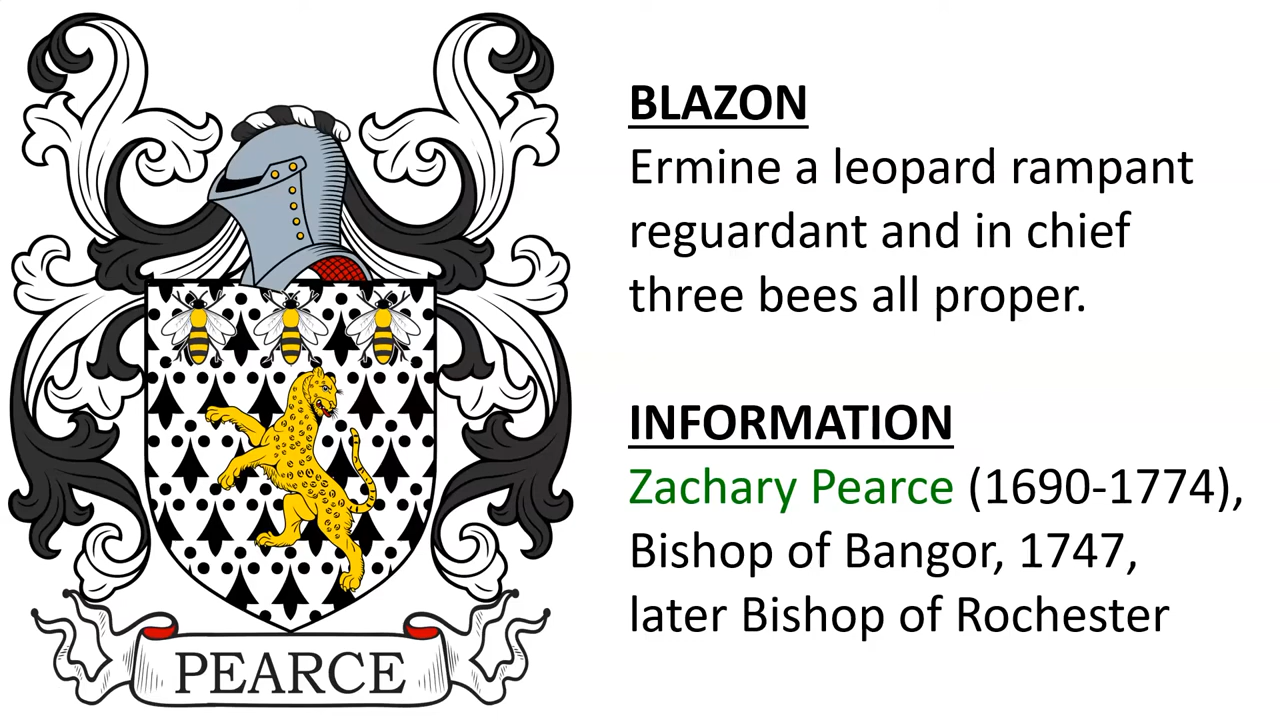 BLAZON
Ermine a leopard rampant
reguardant and in chief
three bees all proper.
INFORMATION
Zachary Pearce (1690-1774),
Bishop of Bangor, 1747,
later Bishop of Rochester
PEARCE